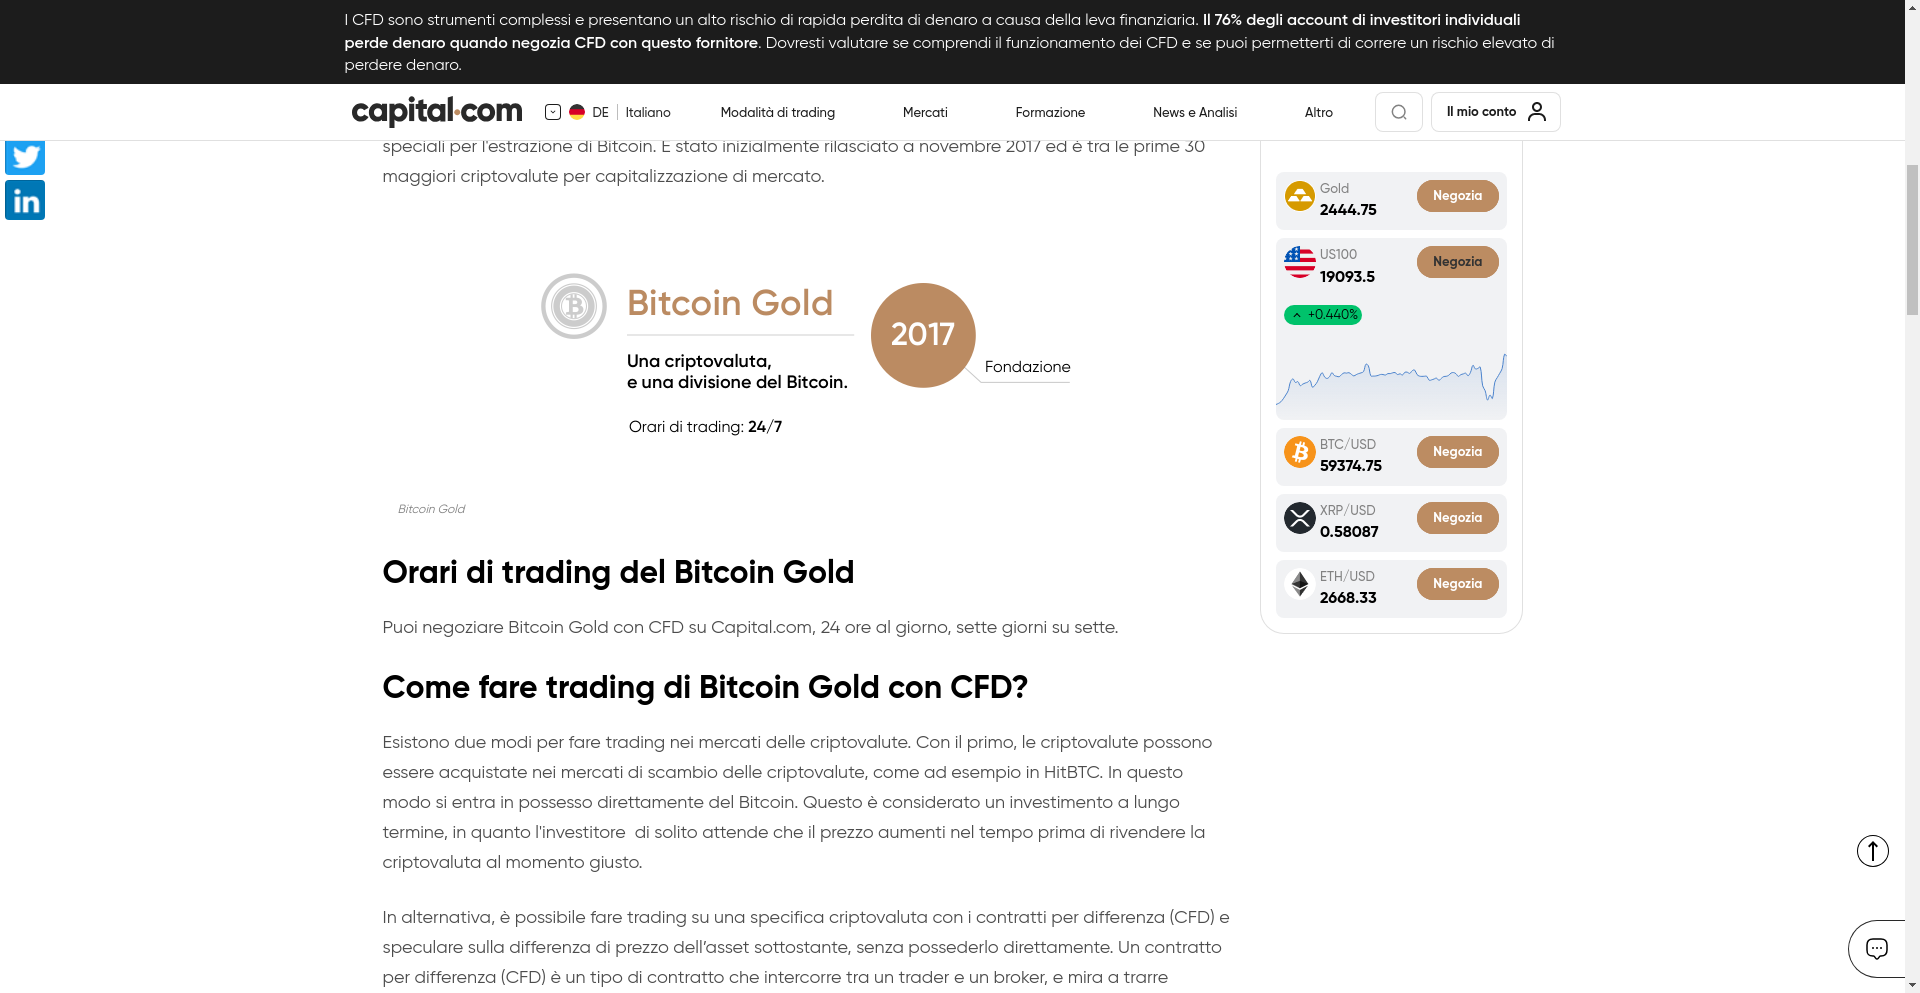 I CFD sono strumenti complessi e presentano un alto rischio di rapida perdita di denaro a causa della leva finanziaria. Il 76% degli account di investitori individuali
perde denaro quando negozia CFD con questo fornitore. Dovresti valutare se comprendi il funzionamento dei CFD e se puoi permetterti di correre un rischio elevato di
perdere denaro.
capital.com
DE
Italiano
Modalità di trading
Mercati
Formazione
News e Analisi
Altro
Il mio conto
speciali per l'estrazione di Bitcoin. È stato inizialmente rilasciato a novembre 2017 ed è tra le prime 30
maggiori criptovalute per capitalizzazione di mercato.
Bitcoin Gold
Una criptovaluta,
e una divisione del Bitcoin.
Orari di trading: 24/7
2017
Fondazione
Bitcoin Gold
Orari di trading del Bitcoin Gold
Puoi negoziare Bitcoin Gold con CFD su Capital.com, 24 ore al giorno, sette giorni su sette.
Come fare trading di Bitcoin Gold con CFD?
Esistono due modi per fare trading nei mercati delle criptovalute. Con il primo, le criptovalute possono
essere acquistate nei mercati di scambio delle criptovalute, come ad esempio in HitBTC. In questo
modo si entra in possesso direttamente del Bitcoin. Questo è considerato un investimento a lungo
termine, in quanto l'investitore  di solito attende che il prezzo aumenti nel tempo prima di rivendere la
criptovaluta al momento giusto.
In alternativa, è possibile fare trading su una specifica criptovaluta con i contratti per differenza (CFD) e
speculare sulla differenza di prezzo dell’asset sottostante, senza possederlo direttamente. Un contratto
per differenza (CFD) è un tipo di contratto che intercorre tra un trader e un broker, e mira a trarre
Gold
2444.75
Negozia
US100
19093.5
Negozia
+0.440%
BTC/USD
59374.75
Negozia
XRP/USD
0.58087
Negozia
ETH/USD
2668.33
Negozia